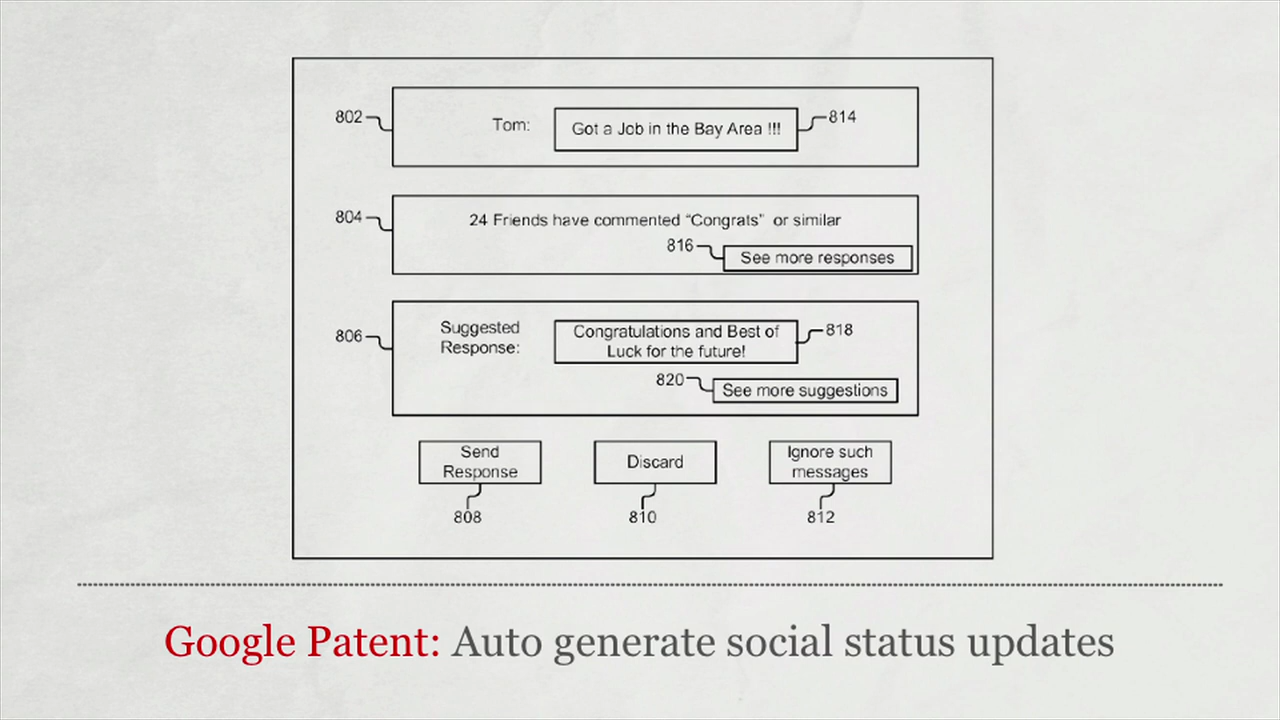 802
Tom:
Got a Job in the Bay Area !!!
814
804
24 Friends have commented “Congrats” or similar
816
See more responses
806
Suggested
Response:
Congratulations and Best of
Luck for the future!
818
820
See more suggestions
Send
Response
Discard
Ignore such
messages
808
810
812
Google Patent: Auto generate social status updates